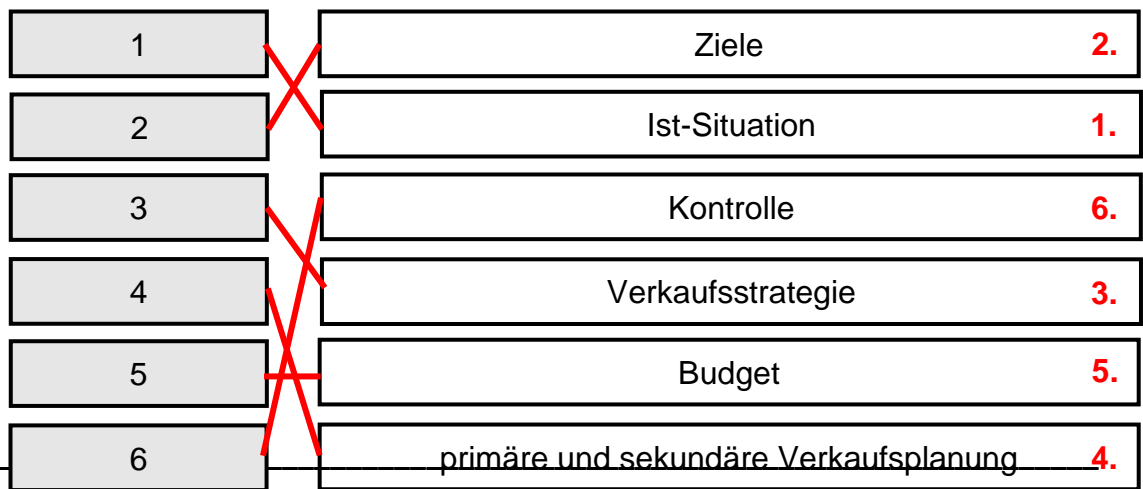 1 Ziele 2.
2 Ist-Situation 1.
3 Kontrolle 6.
4 Verkaufsstrategie 3.
5 Budget 5.
6 primäre und sekundäre Verkaufsplanung 4.